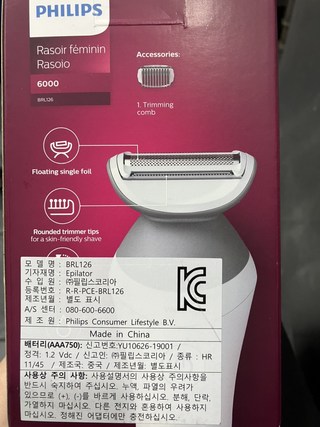 PHILIPS
Rasoir féminin
Rasoio
6000
BRL126
Accessories:
1. Trimming
comb
Floating single foil
Rounded trimmer tips
for a skin-friendly shave
모 델 명 : BRL126
기자재명 : Epilator
수 입 원 : ㈜필립스코리아
등록번호 : R-R-PCE-BRL126
제조년월 : 별도 표시
A/S 센터 : 080-600-6600
제 조 원 : Philips Consumer Lifestyle B.V.
Made in China
배터리(AAA750): 신고번호:YU10626-19001 /
정격: 1.2 Vdc / 신고인: ㈜필립스코리아 / 종류 : HR
11/45 / 제조국: 중국 / 제조년월: 별도표시
사용상 주의 사항: 사용설명서의 사용상 주의사항을
반드시 숙지하여 주십시오. 누액, 파열의 우려가
있으므로 (+), (-)를 바르게 사용하십시오. 분해, 단락,
가열하지 마십시오. 다른 전지와 혼용하여 사용하지
마십시오. 정해진 어댑터에만 충전하십시오.